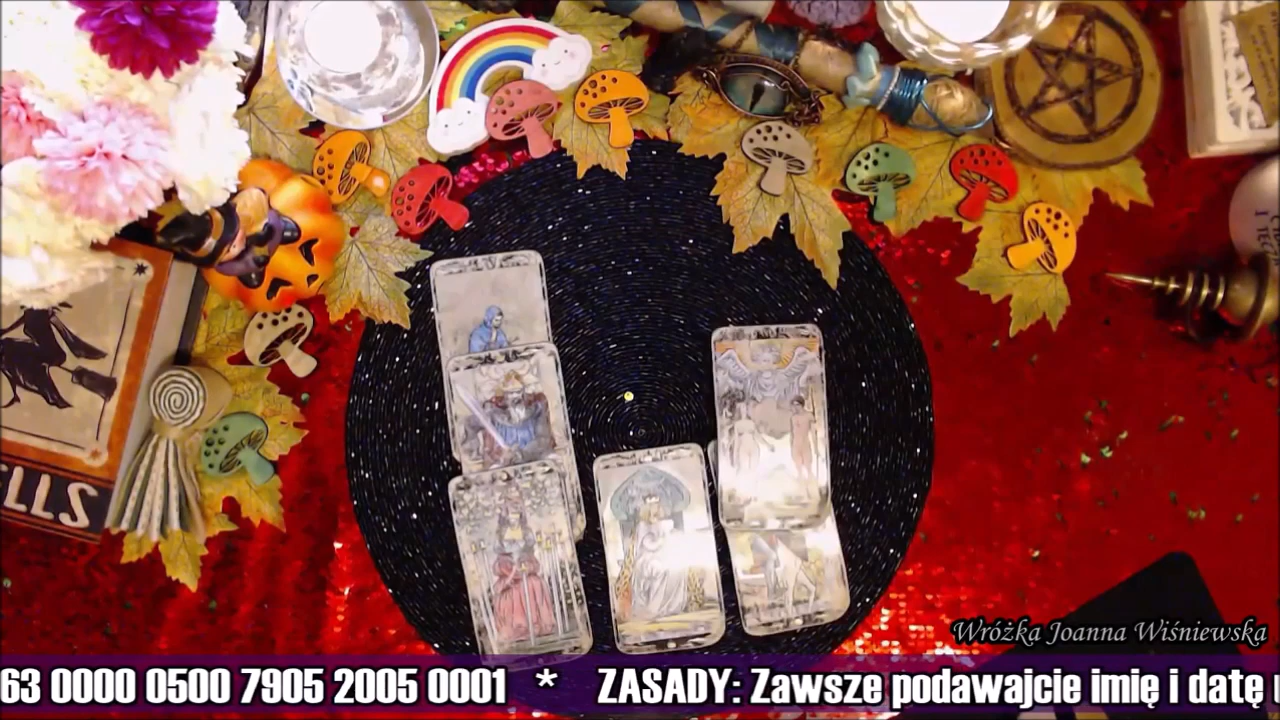 ELLS
Wróżka Joanna Wiśniewska
63 0000 0500 7905 2005 0001 * ZASADY: Zawsze podawajcie imię i datę